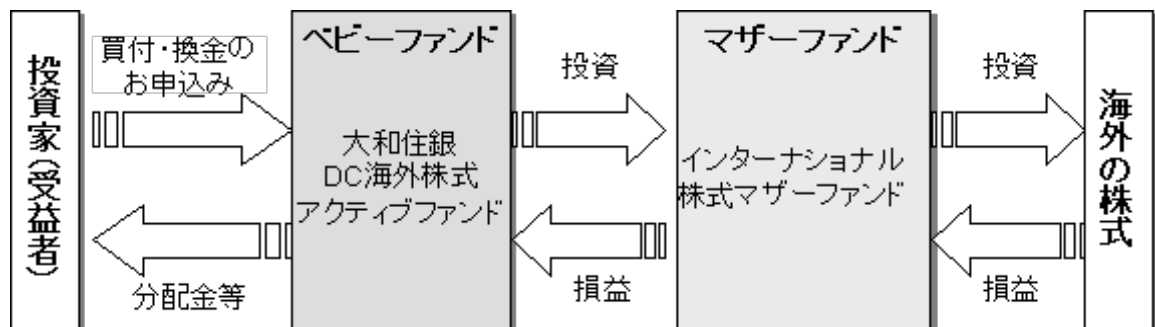 投資家(受益者)
買付・換金の
お申込み
分配金等
ベビーファンド
大和住銀
DC海外株式
アクティブファンド
投資
損益
マザーファンド
インターナショナル
株式マザーファンド
投資
損益
海外の株式